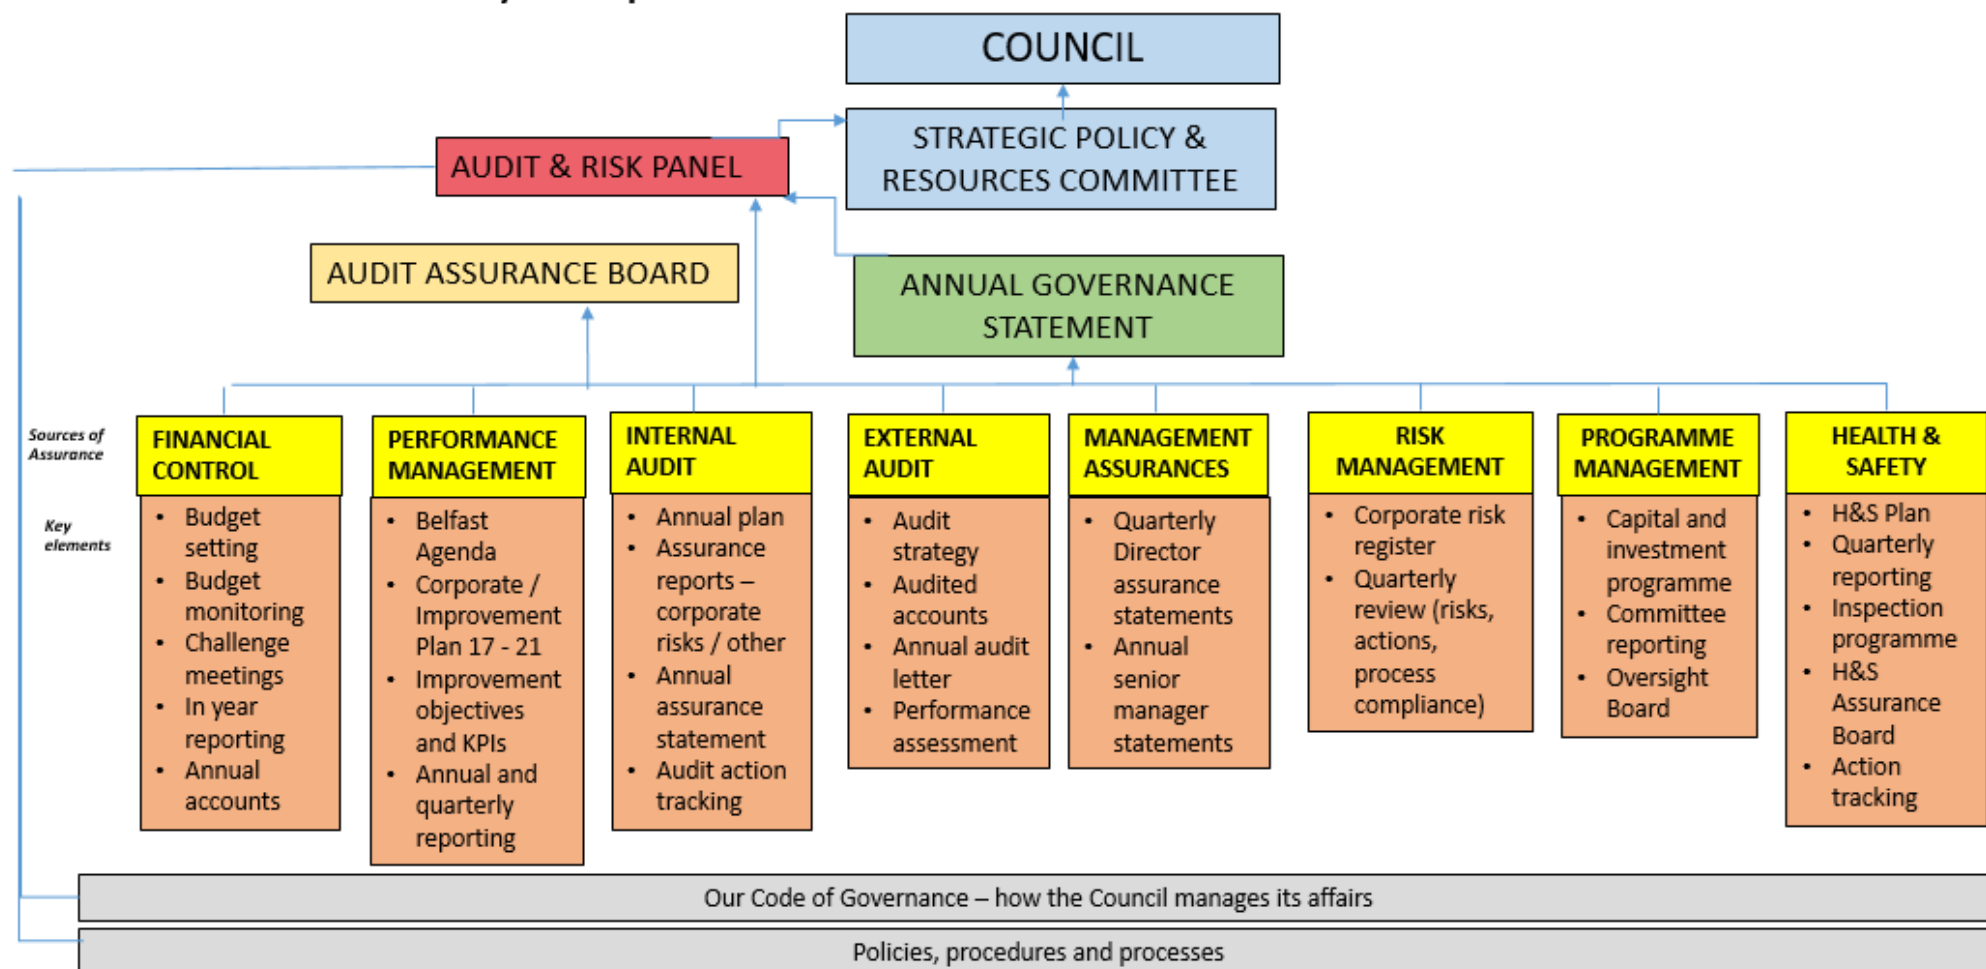 COUNCIL
STRATEGIC POLICY &
RESOURCES COMMITTEE
AUDIT & RISK PANEL
AUDIT ASSURANCE BOARD
ANNUAL GOVERNANCE
STATEMENT
Sources of
Assurance
Key
elements
FINANCIAL
CONTROL
• Budget
setting
• Budget
monitoring
• Challenge
meetings
• In year
reporting
• Annual
accounts
PERFORMANCE
MANAGEMENT
• Belfast
Agenda
• Corporate /
Improvement
Plan 17 - 21
• Improvement
objectives
and KPIs
• Annual and
quarterly
reporting
INTERNAL
AUDIT
• Annual plan
• Assurance
reports –
corporate
risks / other
• Annual
assurance
statement
• Audit action
tracking
EXTERNAL
AUDIT
• Audit
strategy
• Audited
accounts
• Annual audit
letter
• Performance
assessment
MANAGEMENT
ASSURANCES
• Quarterly
Director
assurance
statements
• Annual
senior
manager
statements
RISK
MANAGEMENT
• Corporate risk
register
• Quarterly
review (risks,
actions,
process
compliance)
PROGRAMME
MANAGEMENT
• Capital and
investment
programme
• Committee
reporting
• Oversight
Board
HEALTH &
SAFETY
• H&S Plan
• Quarterly
reporting
• Inspection
programme
• H&S
Assurance
Board
• Action
tracking
Our Code of Governance – how the Council manages its affairs
Policies, procedures and processes